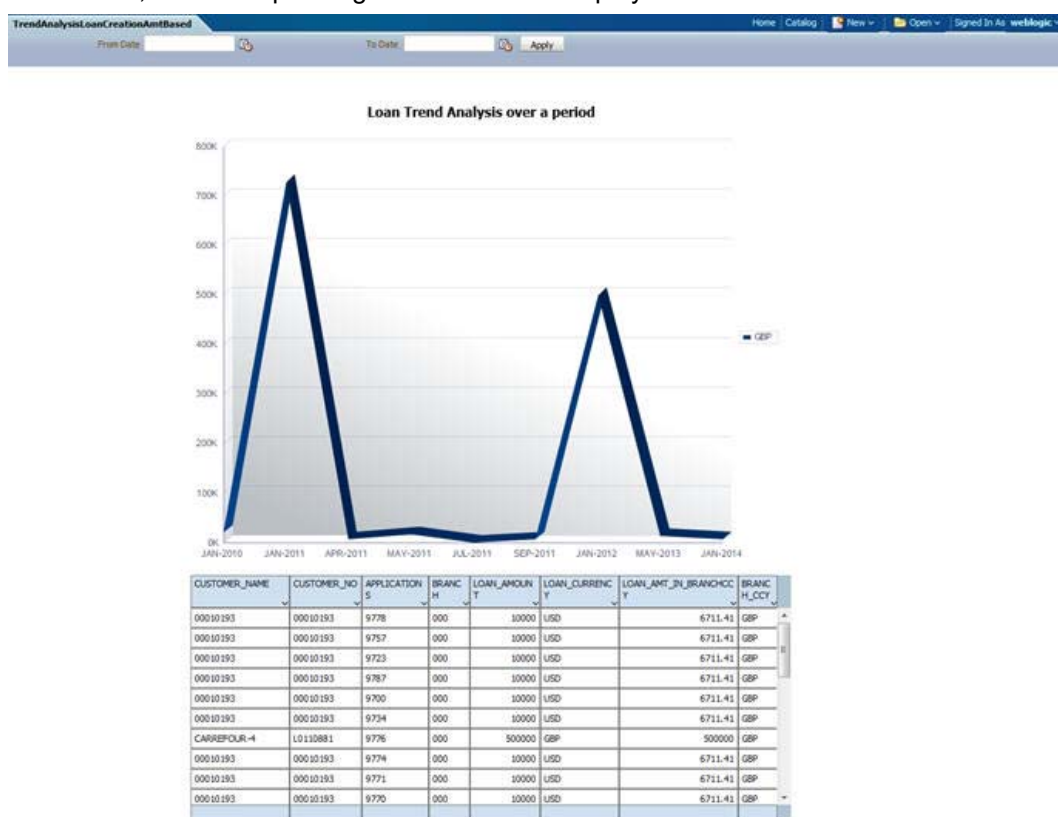 TrendAnalysisLoanCreationAmtBased Home Catalog New Open Signed In As weblogic
From Date To Date Apply
Loan Trend Analysis over a period
800K
700K
600K
500K
400K
300K
200K
100K
0K
GBP
JAN-2010 JAN-2011 APR-2011 MAY-2011 JUL-2011 SEP-2011 JAN-2012 MAY-2013 JAN-2014
CUSTOMER_NAME CUSTOMER_NO APPLICATION BRANC LOAN_AMOUN LOAN_CURRENC LOAN_AMT_IN_BRANCHCC BRANC
S H T Y Y H_CCY
00010193 00010193 9778 000 10000 USD 6711.41 GBP
00010193 00010193 9757 000 10000 USD 6711.41 GBP
00010193 00010193 9723 000 10000 USD 6711.41 GBP
00010193 00010193 9787 000 10000 USD 6711.41 GBP
00010193 00010193 9700 000 10000 USD 6711.41 GBP
00010193 00010193 9734 000 10000 USD 6711.41 GBP
CARREFOUR-4 L0110881 9776 000 500000 GBP 500000 GBP
00010193 00010193 9774 000 10000 USD 6711.41 GBP
00010193 00010193 9771 000 10000 USD 6711.41 GBP
00010193 00010193 9770 000 10000 USD 6711.41 GBP